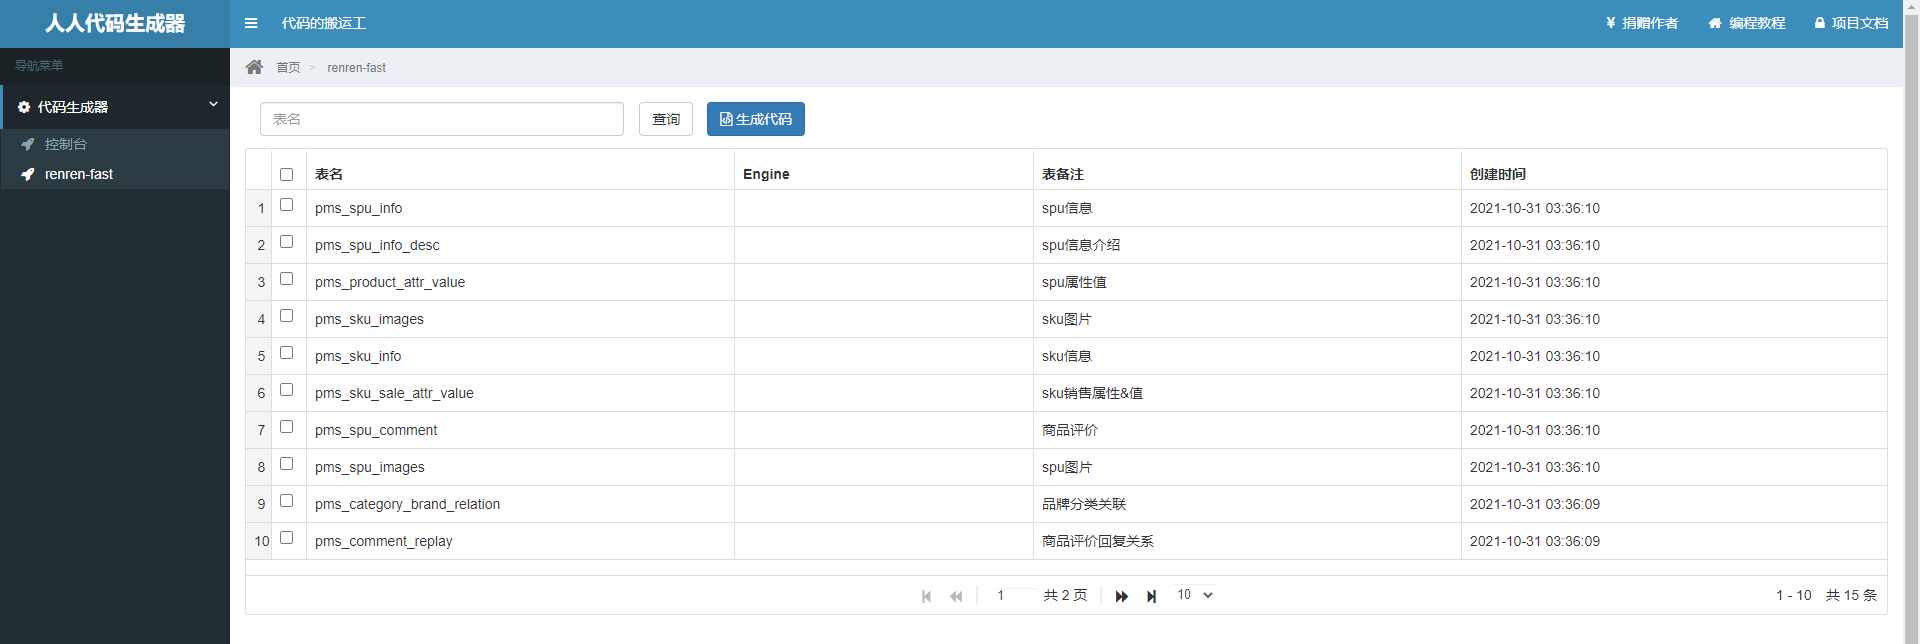 人人代码生成器
代码的搬运工
¥ 捐赠作者 编程教程 项目文档
导航菜单
代码生成器
控制台
renren-fast
首页 > renren-fast
表名 查询 生成代码
表名 Engine 表备注 创建时间
1 pms_spu_info spu信息 2021-10-31 03:36:10
2 pms_spu_info_desc spu信息介绍 2021-10-31 03:36:10
3 pms_product_attr_value spu属性值 2021-10-31 03:36:10
4 pms_sku_images sku图片 2021-10-31 03:36:10
5 pms_sku_info sku信息 2021-10-31 03:36:10
6 pms_sku_sale_attr_value sku销售属性&值 2021-10-31 03:36:10
7 pms_spu_comment 商品评价 2021-10-31 03:36:10
8 pms_spu_images spu图片 2021-10-31 03:36:10
9 pms_category_brand_relation 品牌分类关联 2021-10-31 03:36:09
10 pms_comment_replay 商品评价回复关系 2021-10-31 03:36:09
1 共 2 页 10 1 - 10 共 15 条